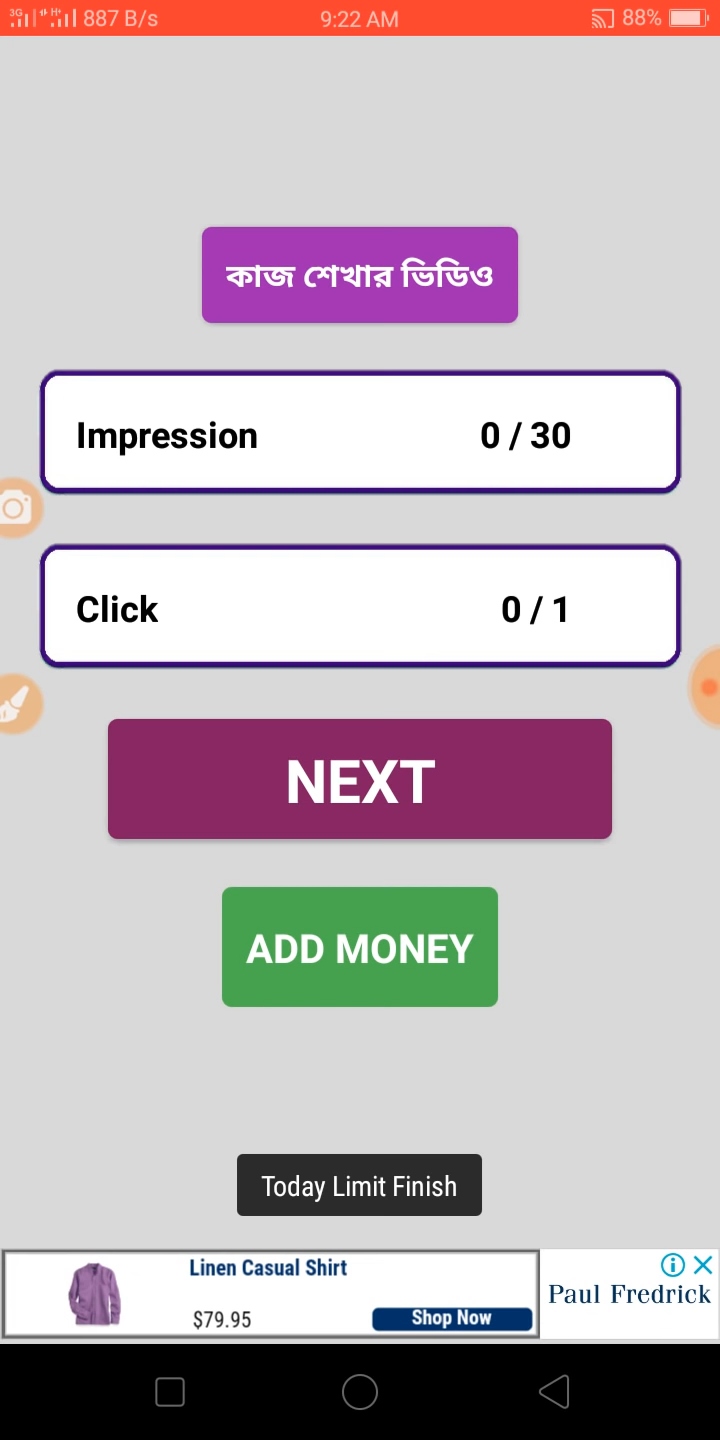 3G H+ 887 B/s 9:22 AM 88%
কাজ শেখার ভিডিও
Impression 0 / 30
Click 0 / 1
NEXT
ADD MONEY
Today Limit Finish
Linen Casual Shirt
$79.95 Shop Now
Paul Fredrick